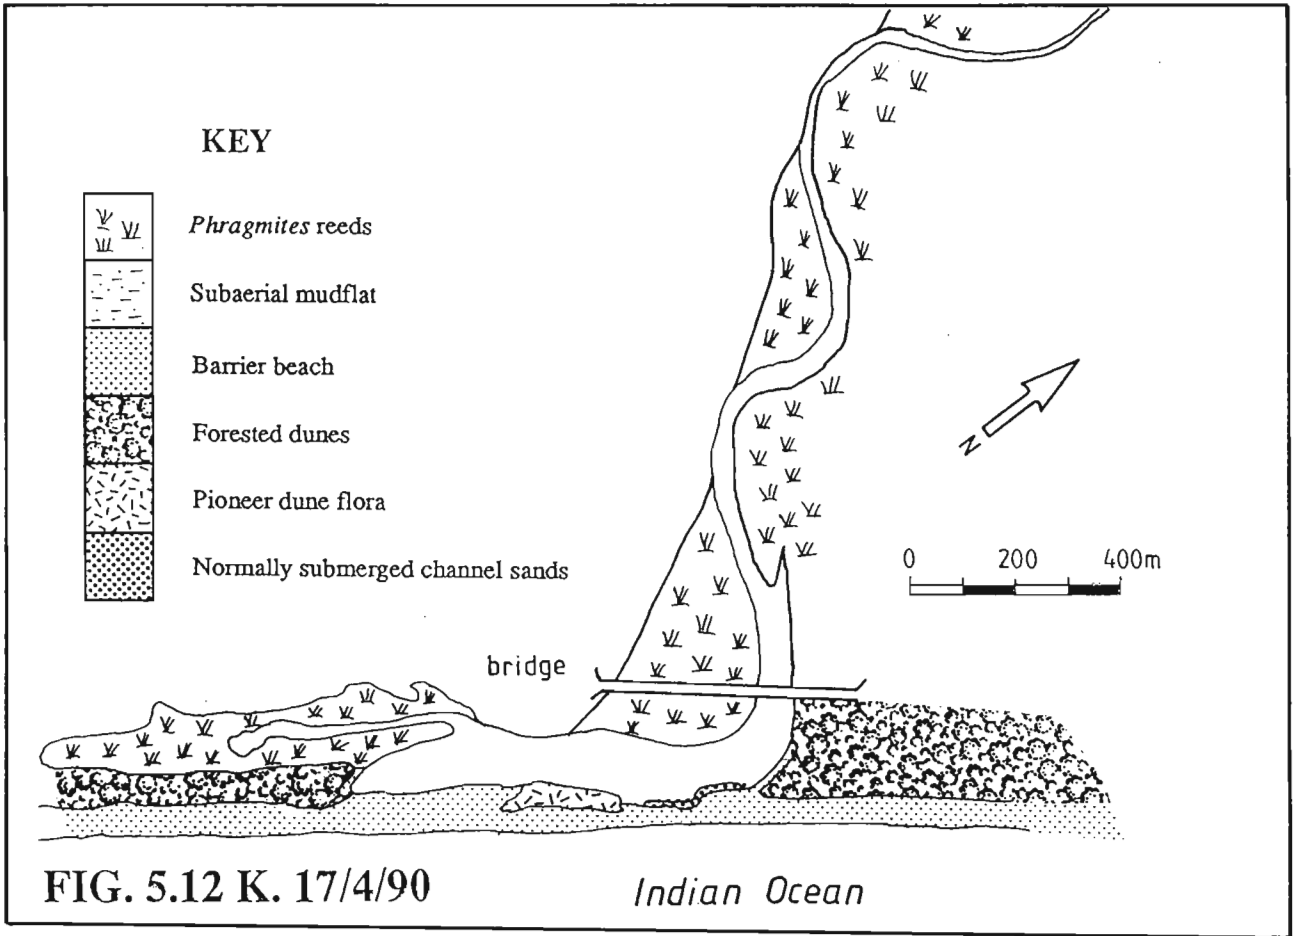 KEY
Phragmites reeds
Subaerial mudflat
Barrier beach
Forested dunes
Pioneer dune flora
Normally submerged channel sands
N
0 200 400m
bridge
FIG. 5.12 K. 17/4/90
Indian Ocean